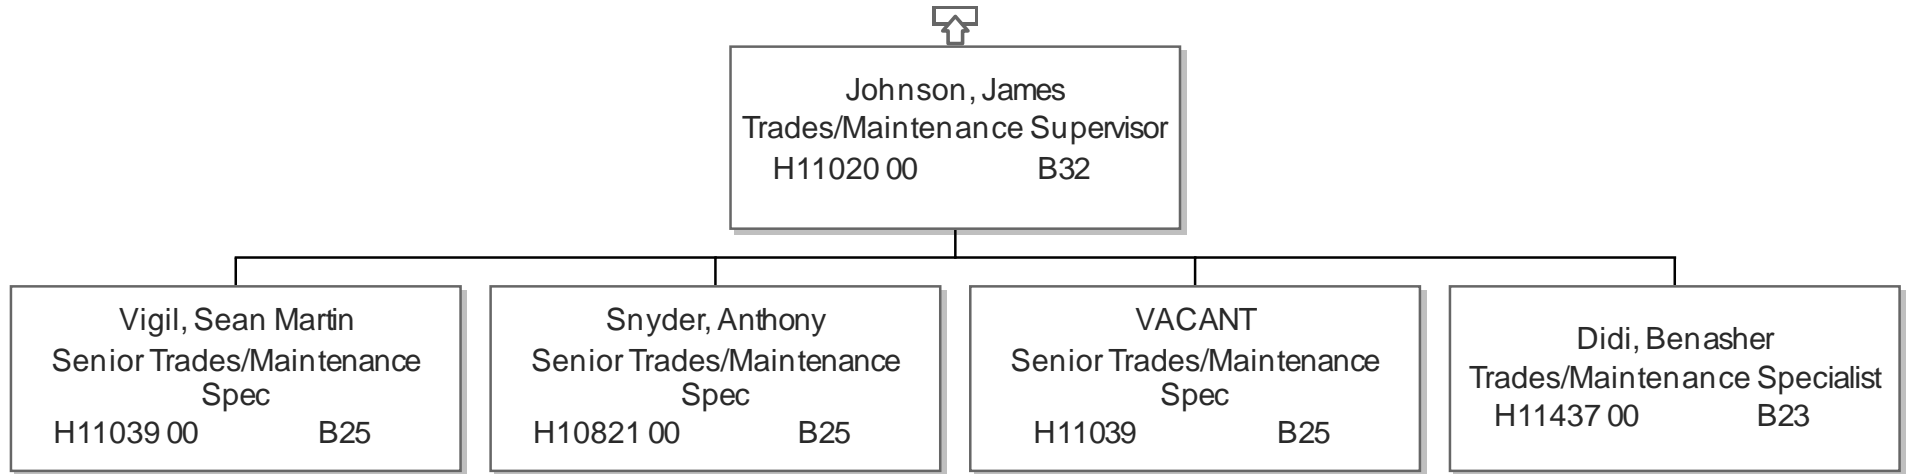 Johnson, James
Trades/Maintenance Supervisor
H11020 00 B32
Vigil, Sean Martin
Senior Trades/Maintenance
Spec
H11039 00 B25
Snyder, Anthony
Senior Trades/Maintenance
Spec
H10821 00 B25
VACANT
Senior Trades/Maintenance
Spec
H11039 B25
Didi, Benasher
Trades/Maintenance Specialist
H11437 00 B23